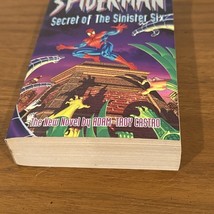 SPIDERMAN
Secret of The Sinister Six
The New Novel by ADAM-TROY CASTRO